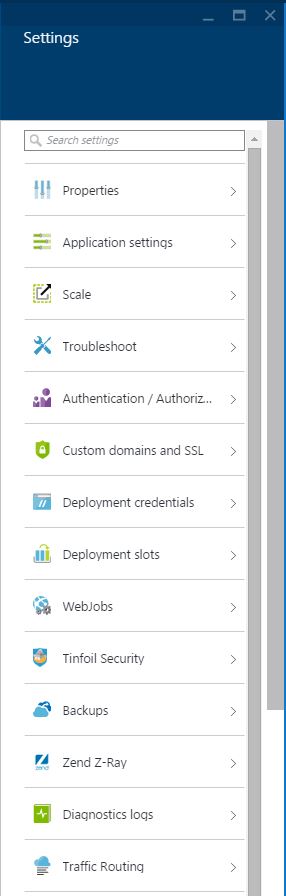 Settings
Search settings
Properties
Application settings
Scale
Troubleshoot
Authentication / Authoriz...
Custom domains and SSL
Deployment credentials
Deployment slots
WebJobs
Tinfoil Security
Backups
zend
Zend Z-Ray
Diagnostics logs
Traffic Routing